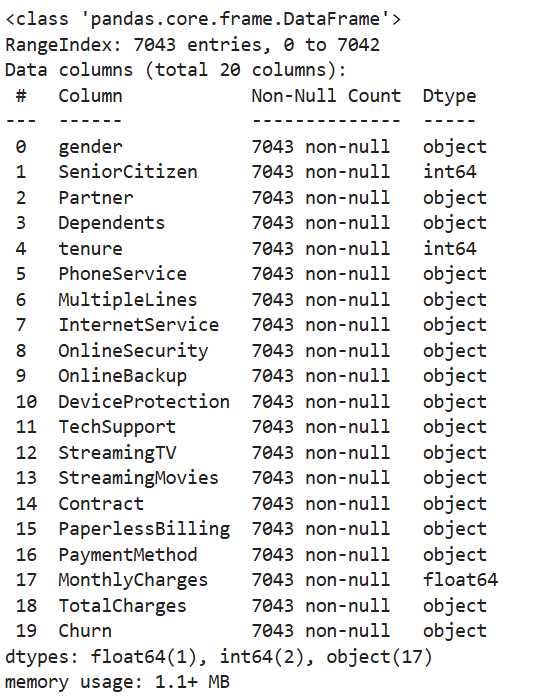 <class 'pandas.core.frame.DataFrame'>
RangeIndex: 7043 entries, 0 to 7042
Data columns (total 20 columns):
 #   Column            Non-Null Count  Dtype
---  ------            --------------  -----
 0   gender            7043 non-null   object
 1   SeniorCitizen     7043 non-null   int64
 2   Partner           7043 non-null   object
 3   Dependents        7043 non-null   object
 4   tenure            7043 non-null   int64
 5   PhoneService      7043 non-null   object
 6   MultipleLines     7043 non-null   object
 7   InternetService   7043 non-null   object
 8   OnlineSecurity    7043 non-null   object
 9   OnlineBackup      7043 non-null   object
 10  DeviceProtection  7043 non-null   object
 11  TechSupport       7043 non-null   object
 12  StreamingTV       7043 non-null   object
 13  StreamingMovies   7043 non-null   object
 14  Contract          7043 non-null   object
 15  PaperlessBilling  7043 non-null   object
 16  PaymentMethod     7043 non-null   object
 17  MonthlyCharges    7043 non-null   float64
 18  TotalCharges      7043 non-null   object
 19  Churn             7043 non-null   object
dtypes: float64(1), int64(2), object(17)
memory usage: 1.1+ MB